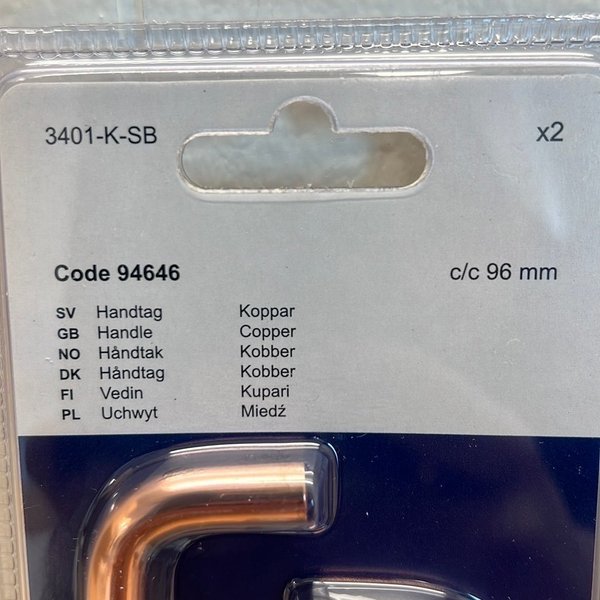 3401-K-SB x2
Code 94646 c/c 96 mm
SV Handtag Koppar
GB Handle Copper
NO Håndtak Kobber
DK Håndtag Kobber
FI Vedin Kupari
PL Uchwyt Miedź